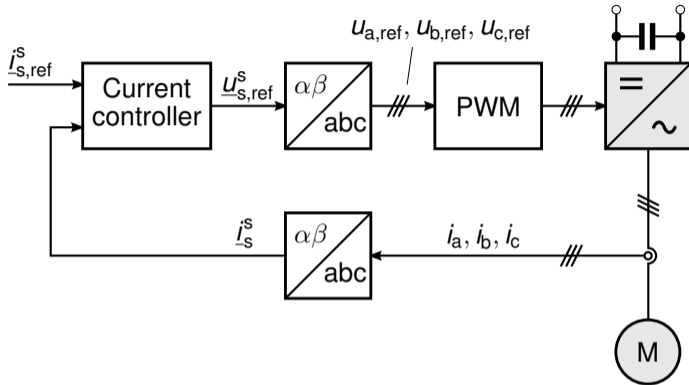 u_a,ref, u_b,ref, u_c,ref
i^s_s,ref
Current
controller
u^s_s,ref
αβ
abc
PWM
=
~
i^s_s
αβ
abc
i_a, i_b, i_c
M